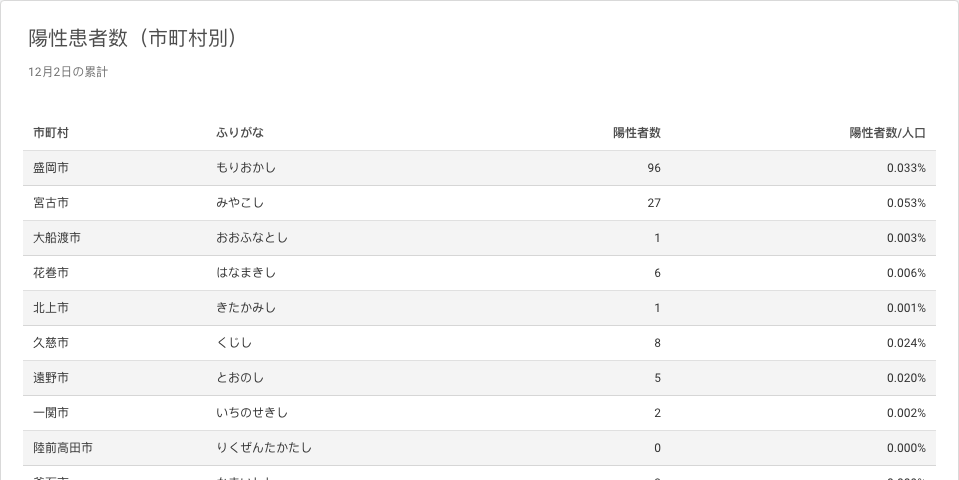 陽性患者数（市町村別）
12月2日の累計
市町村 ふりがな 陽性者数 陽性者数/人口
盛岡市 もりおかし 96 0.033%
宮古市 みやこし 27 0.053%
大船渡市 おおふなとし 1 0.003%
花巻市 はなまきし 6 0.006%
北上市 きたかみし 1 0.001%
久慈市 くじし 8 0.024%
遠野市 とおのし 5 0.020%
一関市 いちのせきし 2 0.002%
陸前高田市 りくぜんたかたし 0 0.000%